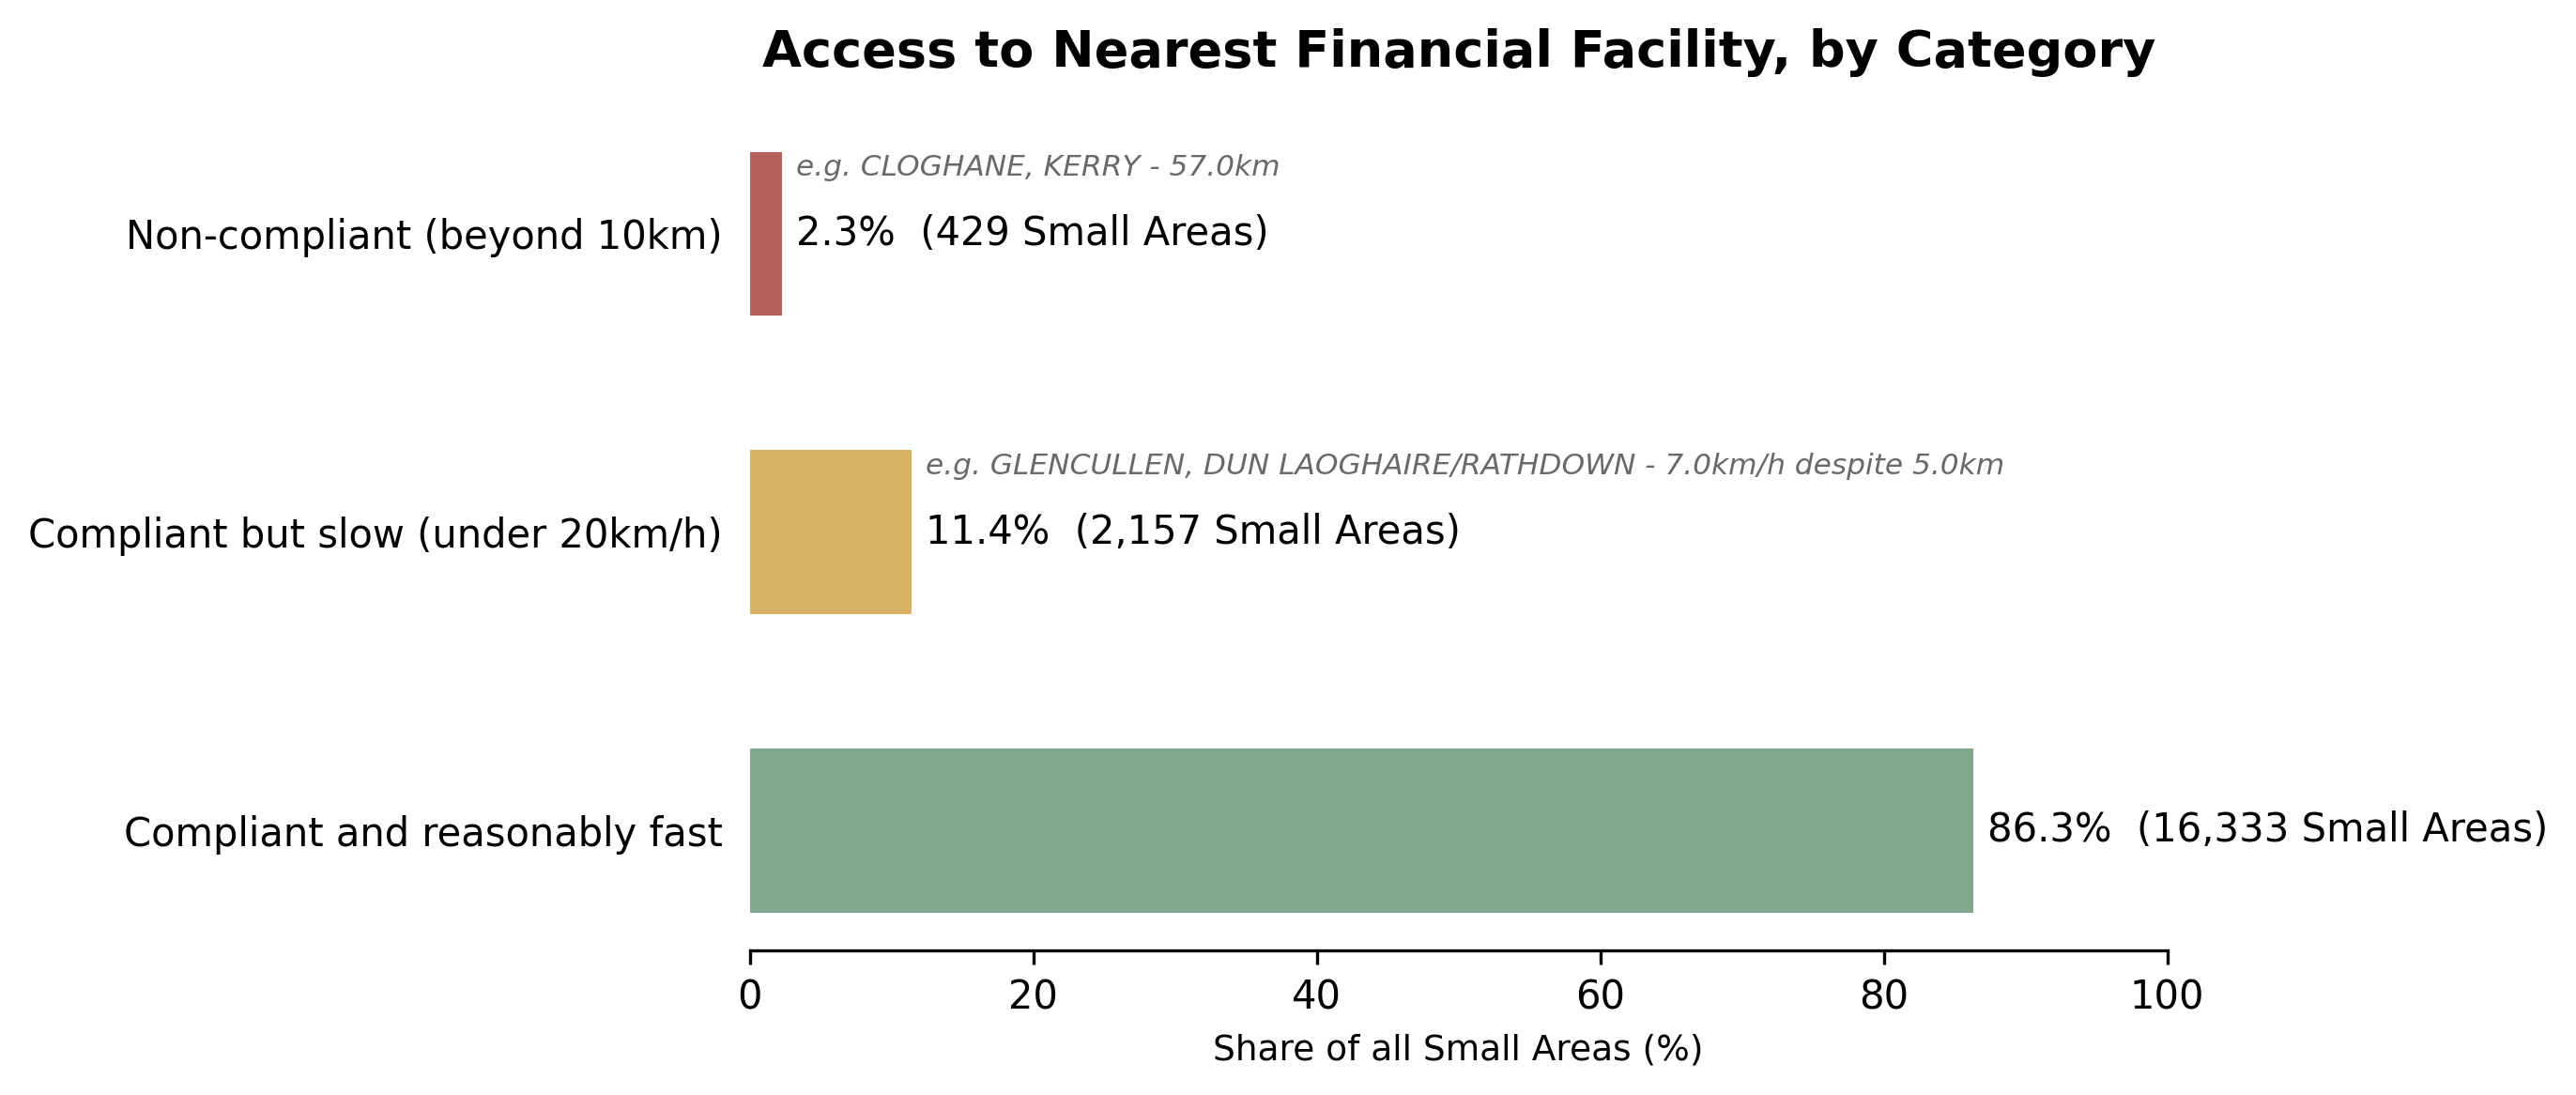 Access to Nearest Financial Facility, by Category
e.g. CLOGHANE, KERRY - 57.0km
Non-compliant (beyond 10km)
2.3%  (429 Small Areas)
e.g. GLENCULLEN, DUN LAOGHAIRE/RATHDOWN - 7.0km/h despite 5.0km
Compliant but slow (under 20km/h)
11.4%  (2,157 Small Areas)
Compliant and reasonably fast
86.3%  (16,333 Small Areas)
0 20 40 60 80 100
Share of all Small Areas (%)